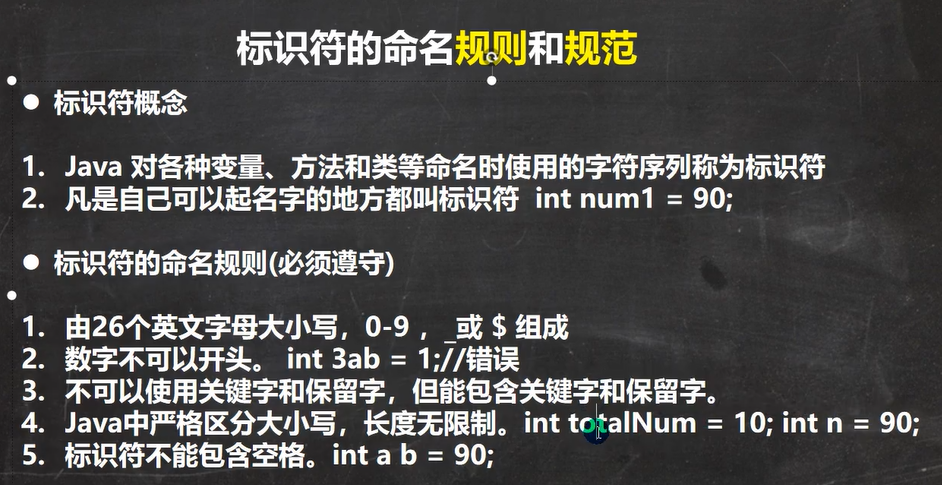 标识符的命名规则和规范
● 标识符概念
1. Java 对各种变量、方法和类等命名时使用的字符序列称为标识符
2. 凡是自己可以起名字的地方都叫标识符 int num1 = 90;
● 标识符的命名规则(必须遵守)
1. 由26个英文字母大小写，0-9 ，_或 $ 组成
2. 数字不可以开头。 int 3ab = 1;//错误
3. 不可以使用关键字和保留字，但能包含关键字和保留字。
4. Java中严格区分大小写，长度无限制。int totalNum = 10; int n = 90;
5. 标识符不能包含空格。int a b = 90;